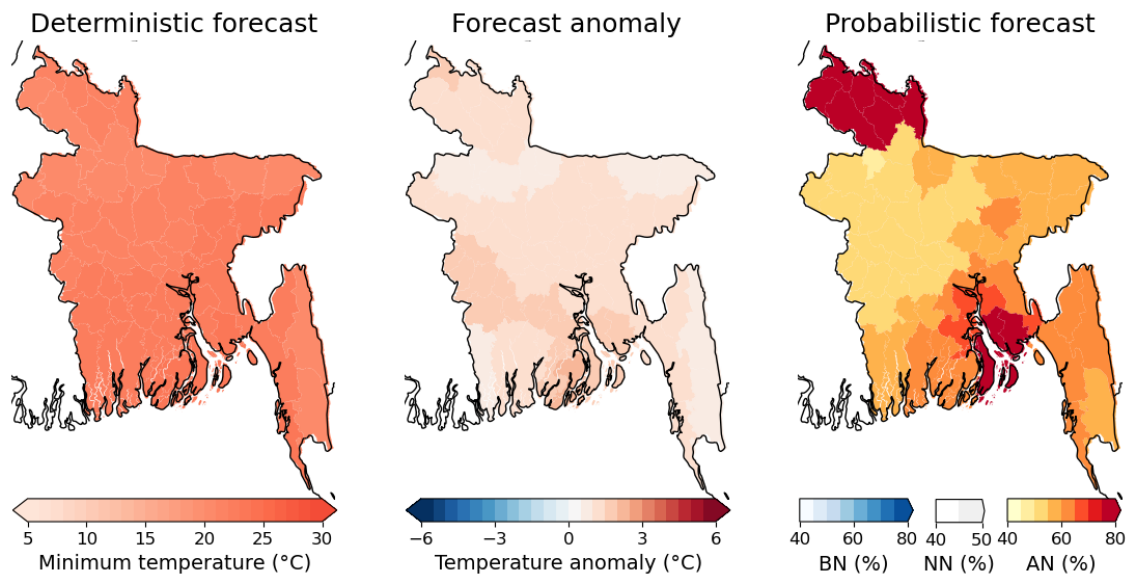 Deterministic forecast
Forecast anomaly
Probabilistic forecast
5 10 15 20 25 30
Minimum temperature (°C)
−6 −3 0 3 6
Temperature anomaly (°C)
40 60 80
BN (%)
40 50
NN (%)
40 60 80
AN (%)